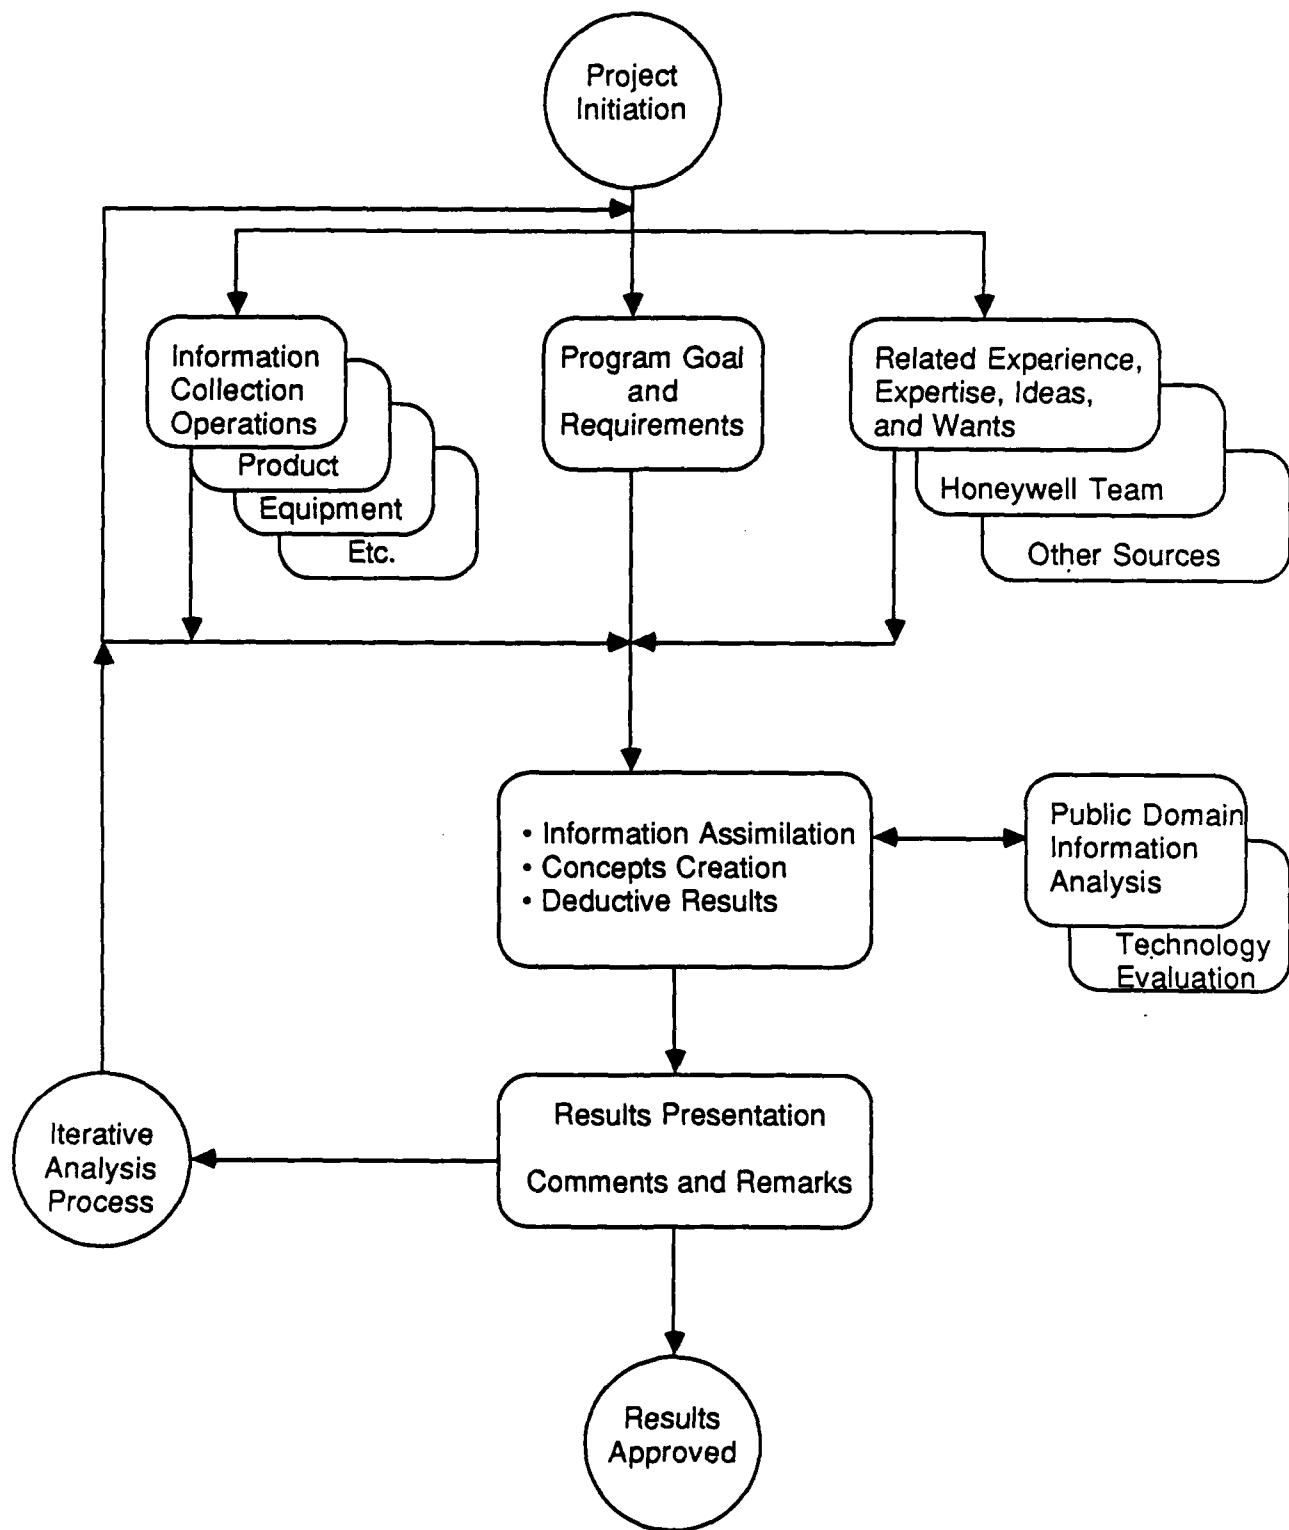 Project
Initiation
Information
Collection
Operations
Product
Equipment
Etc.
Program Goal
and
Requirements
Related Experience,
Expertise, Ideas,
and Wants
Honeywell Team
Other Sources
• Information Assimilation
• Concepts Creation
• Deductive Results
Public Domain
Information
Analysis
Technology
Evaluation
Results Presentation
Comments and Remarks
Iterative
Analysis
Process
Results
Approved